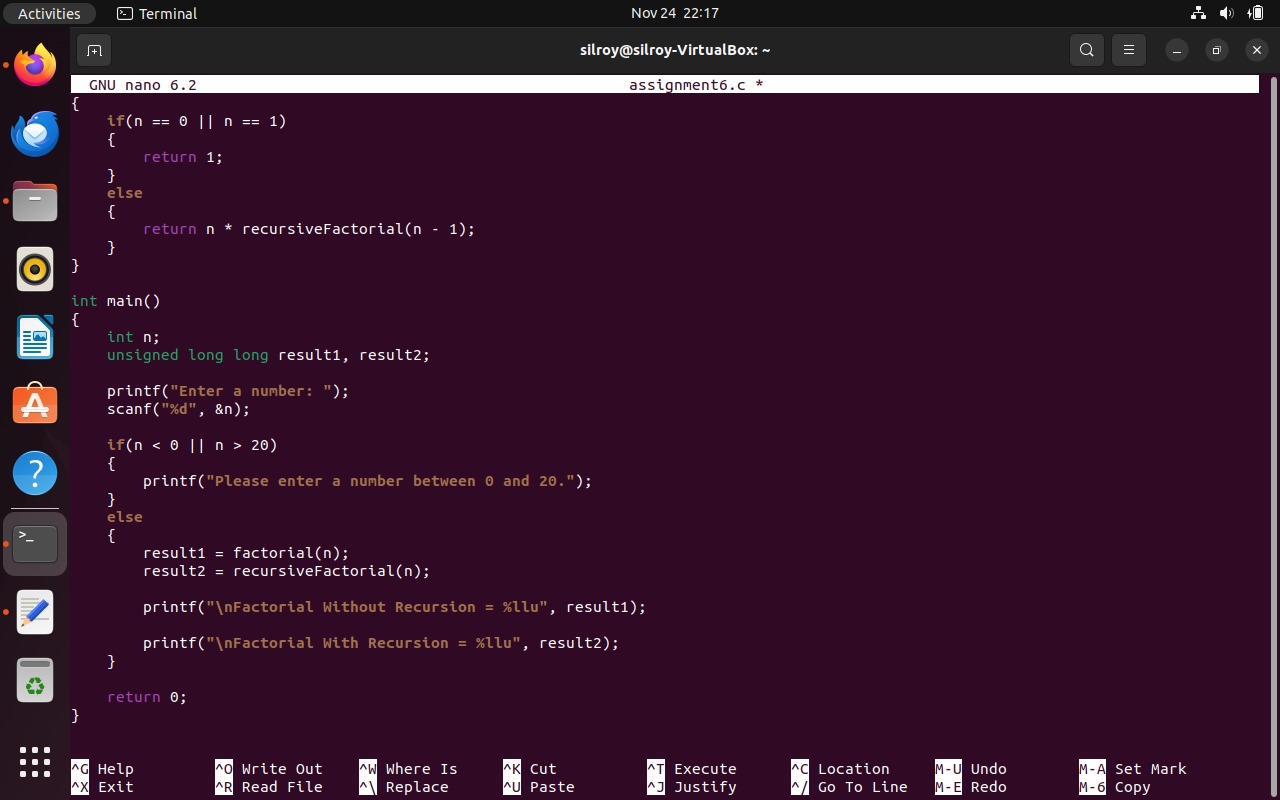 Activities Terminal Nov 24 22:17
silroy@silroy-VirtualBox: ~
GNU nano 6.2 assignment6.c *
{
    if(n == 0 || n == 1)
    {
        return 1;
    }
    else
    {
        return n * recursiveFactorial(n - 1);
    }
}

int main()
{
    int n;
    unsigned long long result1, result2;

    printf("Enter a number: ");
    scanf("%d", &n);

    if(n < 0 || n > 20)
    {
        printf("Please enter a number between 0 and 20.");
    }
    else
    {
        result1 = factorial(n);
        result2 = recursiveFactorial(n);

        printf("\nFactorial Without Recursion = %llu", result1);

        printf("\nFactorial With Recursion = %llu", result2);
    }

    return 0;
}

^G Help ^O Write Out ^W Where Is ^K Cut ^T Execute ^C Location M-U Undo M-A Set Mark
^X Exit ^R Read File ^\ Replace ^U Paste ^J Justify ^/ Go To Line M-E Redo M-6 Copy